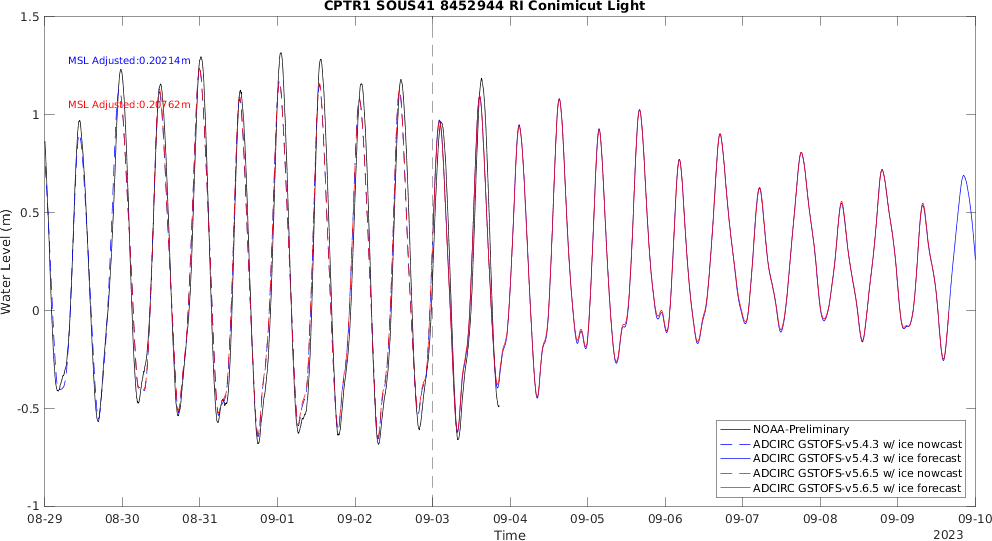 CPTR1 SOUS41 8452944 RI Conimicut Light
Water Level (m)
1.5
1
0.5
0
-0.5
-1
MSL Adjusted:0.20214m
MSL Adjusted:0.20762m
NOAA-Preliminary
ADCIRC GSTOFS-v5.4.3 w/ ice nowcast
ADCIRC GSTOFS-v5.4.3 w/ ice forecast
ADCIRC GSTOFS-v5.6.5 w/ ice nowcast
ADCIRC GSTOFS-v5.6.5 w/ ice forecast
08-29 08-30 08-31 09-01 09-02 09-03 09-04 09-05 09-06 09-07 09-08 09-09 09-10
Time
2023